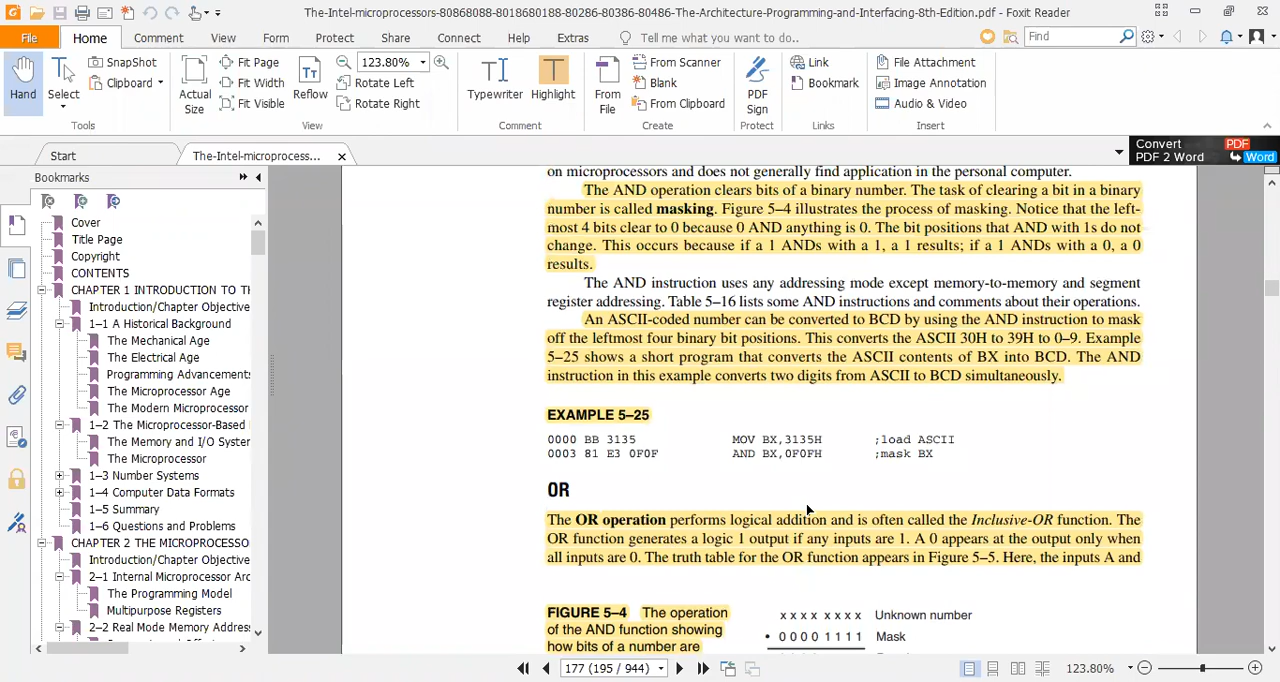 The-Intel-microprocessors-80868088-8018680188-80286-80386-80486-The-Architecture-Programming-and-Interfacing-8th-Edition.pdf - Foxit Reader
File Home Comment View Form Protect Share Connect Help Extras Tell me what you want to do.. Find
Hand
Select
SnapShot
Clipboard
Tools
Actual Size
Fit Page
Fit Width
Fit Visible
Reflow
123.80%
Rotate Left
Rotate Right
View
Typewriter
Highlight
Comment
From File
From Scanner
Blank
From Clipboard
Create
PDF Sign
Protect
Link
Bookmark
Links
File Attachment
Image Annotation
Audio & Video
Insert
Start
The-Intel-microprocess...
Convert PDF
PDF 2 Word Word
Bookmarks
Cover
Title Page
Copyright
CONTENTS
CHAPTER 1 INTRODUCTION TO TH
Introduction/Chapter Objective
1–1 A Historical Background
The Mechanical Age
The Electrical Age
Programming Advancements
The Microprocessor Age
The Modern Microprocessor
1–2 The Microprocessor-Based
The Memory and I/O System
The Microprocessor
1–3 Number Systems
1–4 Computer Data Formats
1–5 Summary
1–6 Questions and Problems
CHAPTER 2 THE MICROPROCESSO
Introduction/Chapter Objective
2–1 Internal Microprocessor Arc
The Programming Model
Multipurpose Registers
2–2 Real Mode Memory Address
on microprocessors and does not generally find application in the personal computer.
The AND operation clears bits of a binary number. The task of clearing a bit in a binary
number is called masking. Figure 5–4 illustrates the process of masking. Notice that the left-
most 4 bits clear to 0 because 0 AND anything is 0. The bit positions that AND with 1s do not
change. This occurs because if a 1 ANDs with a 1, a 1 results; if a 1 ANDs with a 0, a 0
results.
The AND instruction uses any addressing mode except memory-to-memory and segment
register addressing. Table 5–16 lists some AND instructions and comments about their operations.
An ASCII-coded number can be converted to BCD by using the AND instruction to mask
off the leftmost four binary bit positions. This converts the ASCII 30H to 39H to 0–9. Example
5–25 shows a short program that converts the ASCII contents of BX into BCD. The AND
instruction in this example converts two digits from ASCII to BCD simultaneously.
EXAMPLE 5–25
0000 BB 3135 MOV BX,3135H ;load ASCII
0003 81 E3 0F0F AND BX,0F0FH ;mask BX
OR
The OR operation performs logical addition and is often called the Inclusive-OR function. The
OR function generates a logic 1 output if any inputs are 1. A 0 appears at the output only when
all inputs are 0. The truth table for the OR function appears in Figure 5–5. Here, the inputs A and
FIGURE 5–4 The operation
of the AND function showing
how bits of a number are
x x x x x x x x Unknown number
• 0 0 0 0 1 1 1 1 Mask
177 (195 / 944)
123.80%